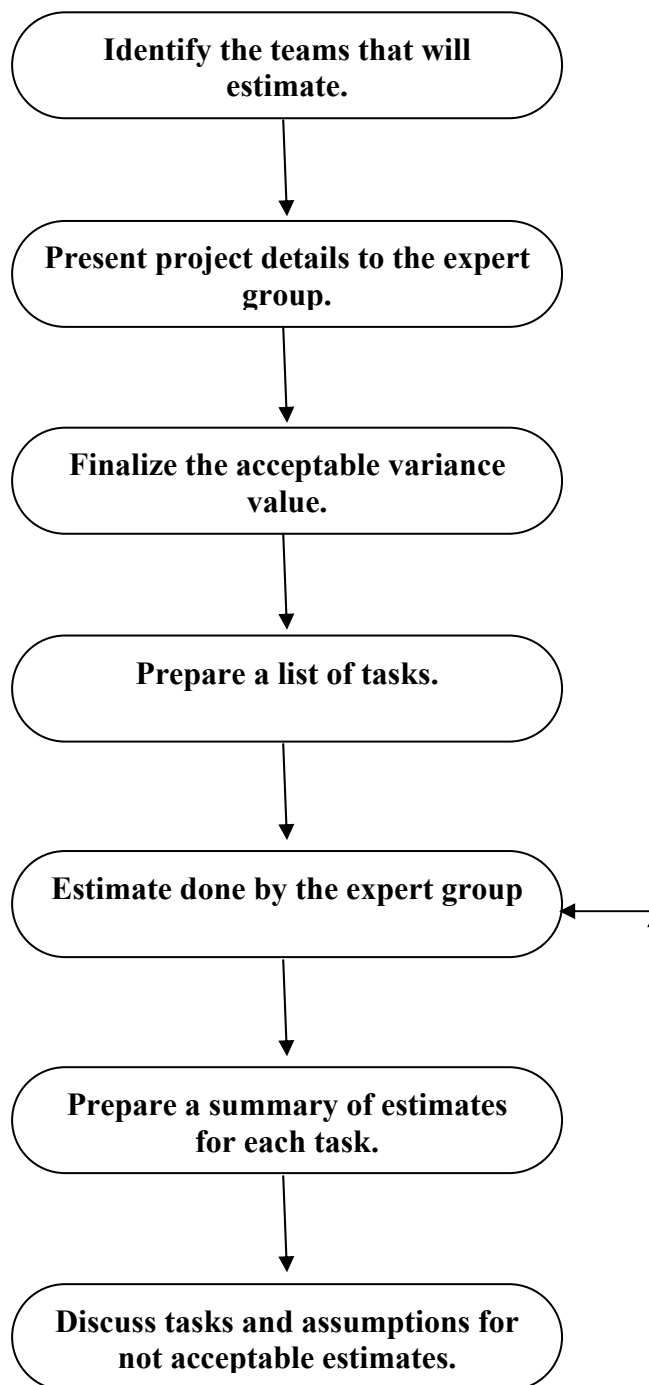 Identify the teams that will
estimate.
Present project details to the expert
group.
Finalize the acceptable variance
value.
Prepare a list of tasks.
Estimate done by the expert group
Prepare a summary of estimates
for each task.
Discuss tasks and assumptions for
not acceptable estimates.